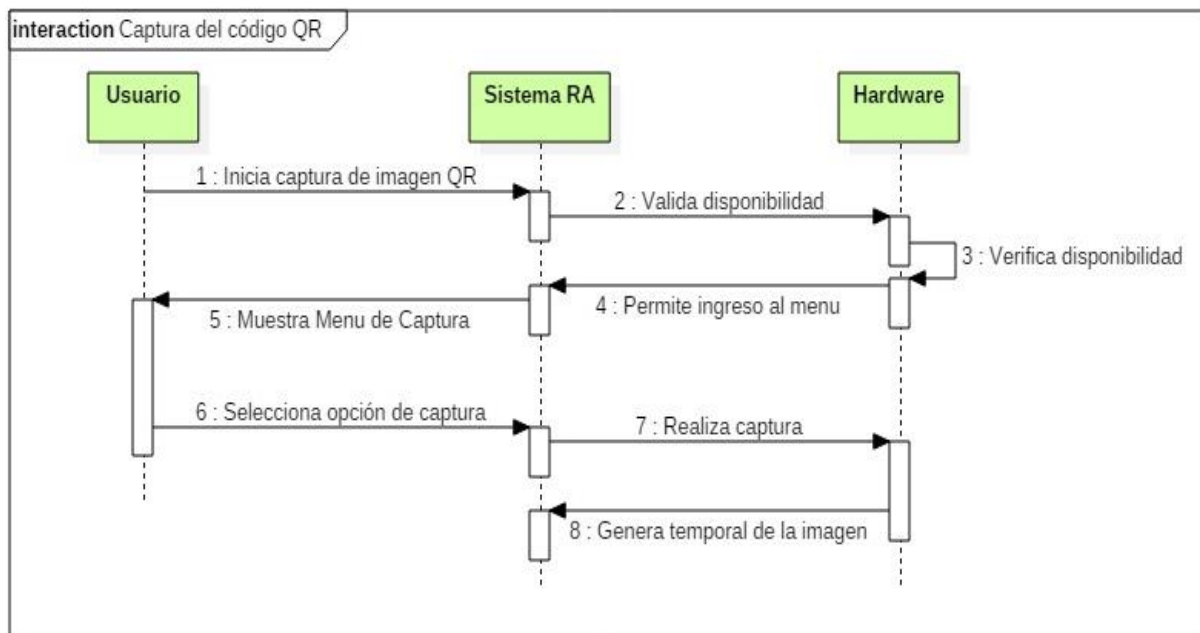 interaction Captura del código QR
Usuario
Sistema RA
Hardware
1 : Inicia captura de imagen QR
2 : Valida disponibilidad
3 : Verifica disponibilidad
4 : Permite ingreso al menu
5 : Muestra Menu de Captura
6 : Selecciona opción de captura
7 : Realiza captura
8 : Genera temporal de la imagen